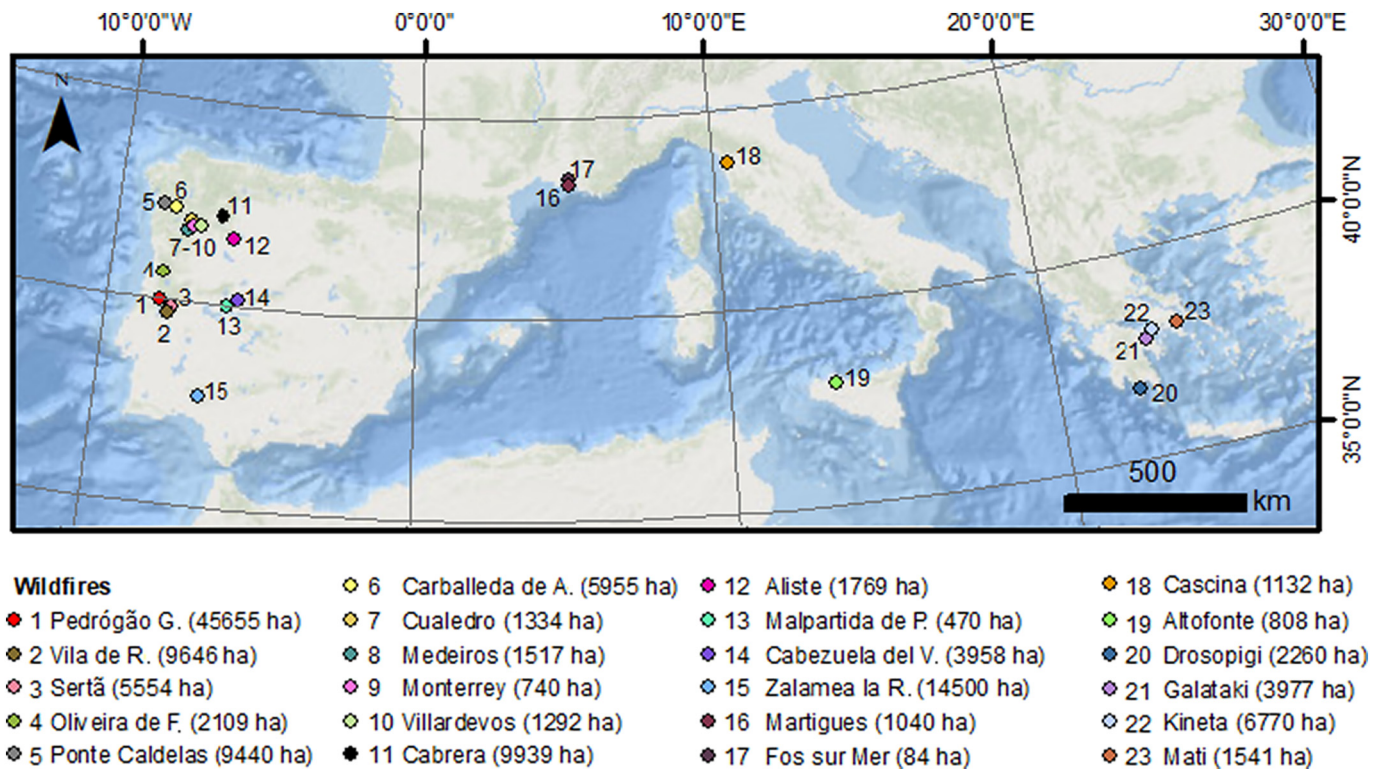 10°0'0"W 0°0'0" 10°0'0"E 20°0'0"E 30°0'0"E
N
40°0'0"N
35°0'0"N
17
18
16
5
6
11
7-10
12
4
1
3
14
2
13
15
22
23
21
19
20
500
km
Wildfires
1 Pedrógão G. (45655 ha)
2 Vila de R. (9646 ha)
3 Sertã (5554 ha)
4 Oliveira de F. (2109 ha)
5 Ponte Caldelas (9440 ha)
6 Carballeda de A. (5955 ha)
7 Cualedro (1334 ha)
8 Medeiros (1517 ha)
9 Monterrey (740 ha)
10 Villardevos (1292 ha)
11 Cabrera (9939 ha)
12 Aliste (1769 ha)
13 Malpartida de P. (470 ha)
14 Cabezuela del V. (3958 ha)
15 Zalamea la R. (14500 ha)
16 Martigues (1040 ha)
17 Fos sur Mer (84 ha)
18 Cascina (1132 ha)
19 Altofonte (808 ha)
20 Drosopigi (2260 ha)
21 Galataki (3977 ha)
22 Kineta (6770 ha)
23 Mati (1541 ha)